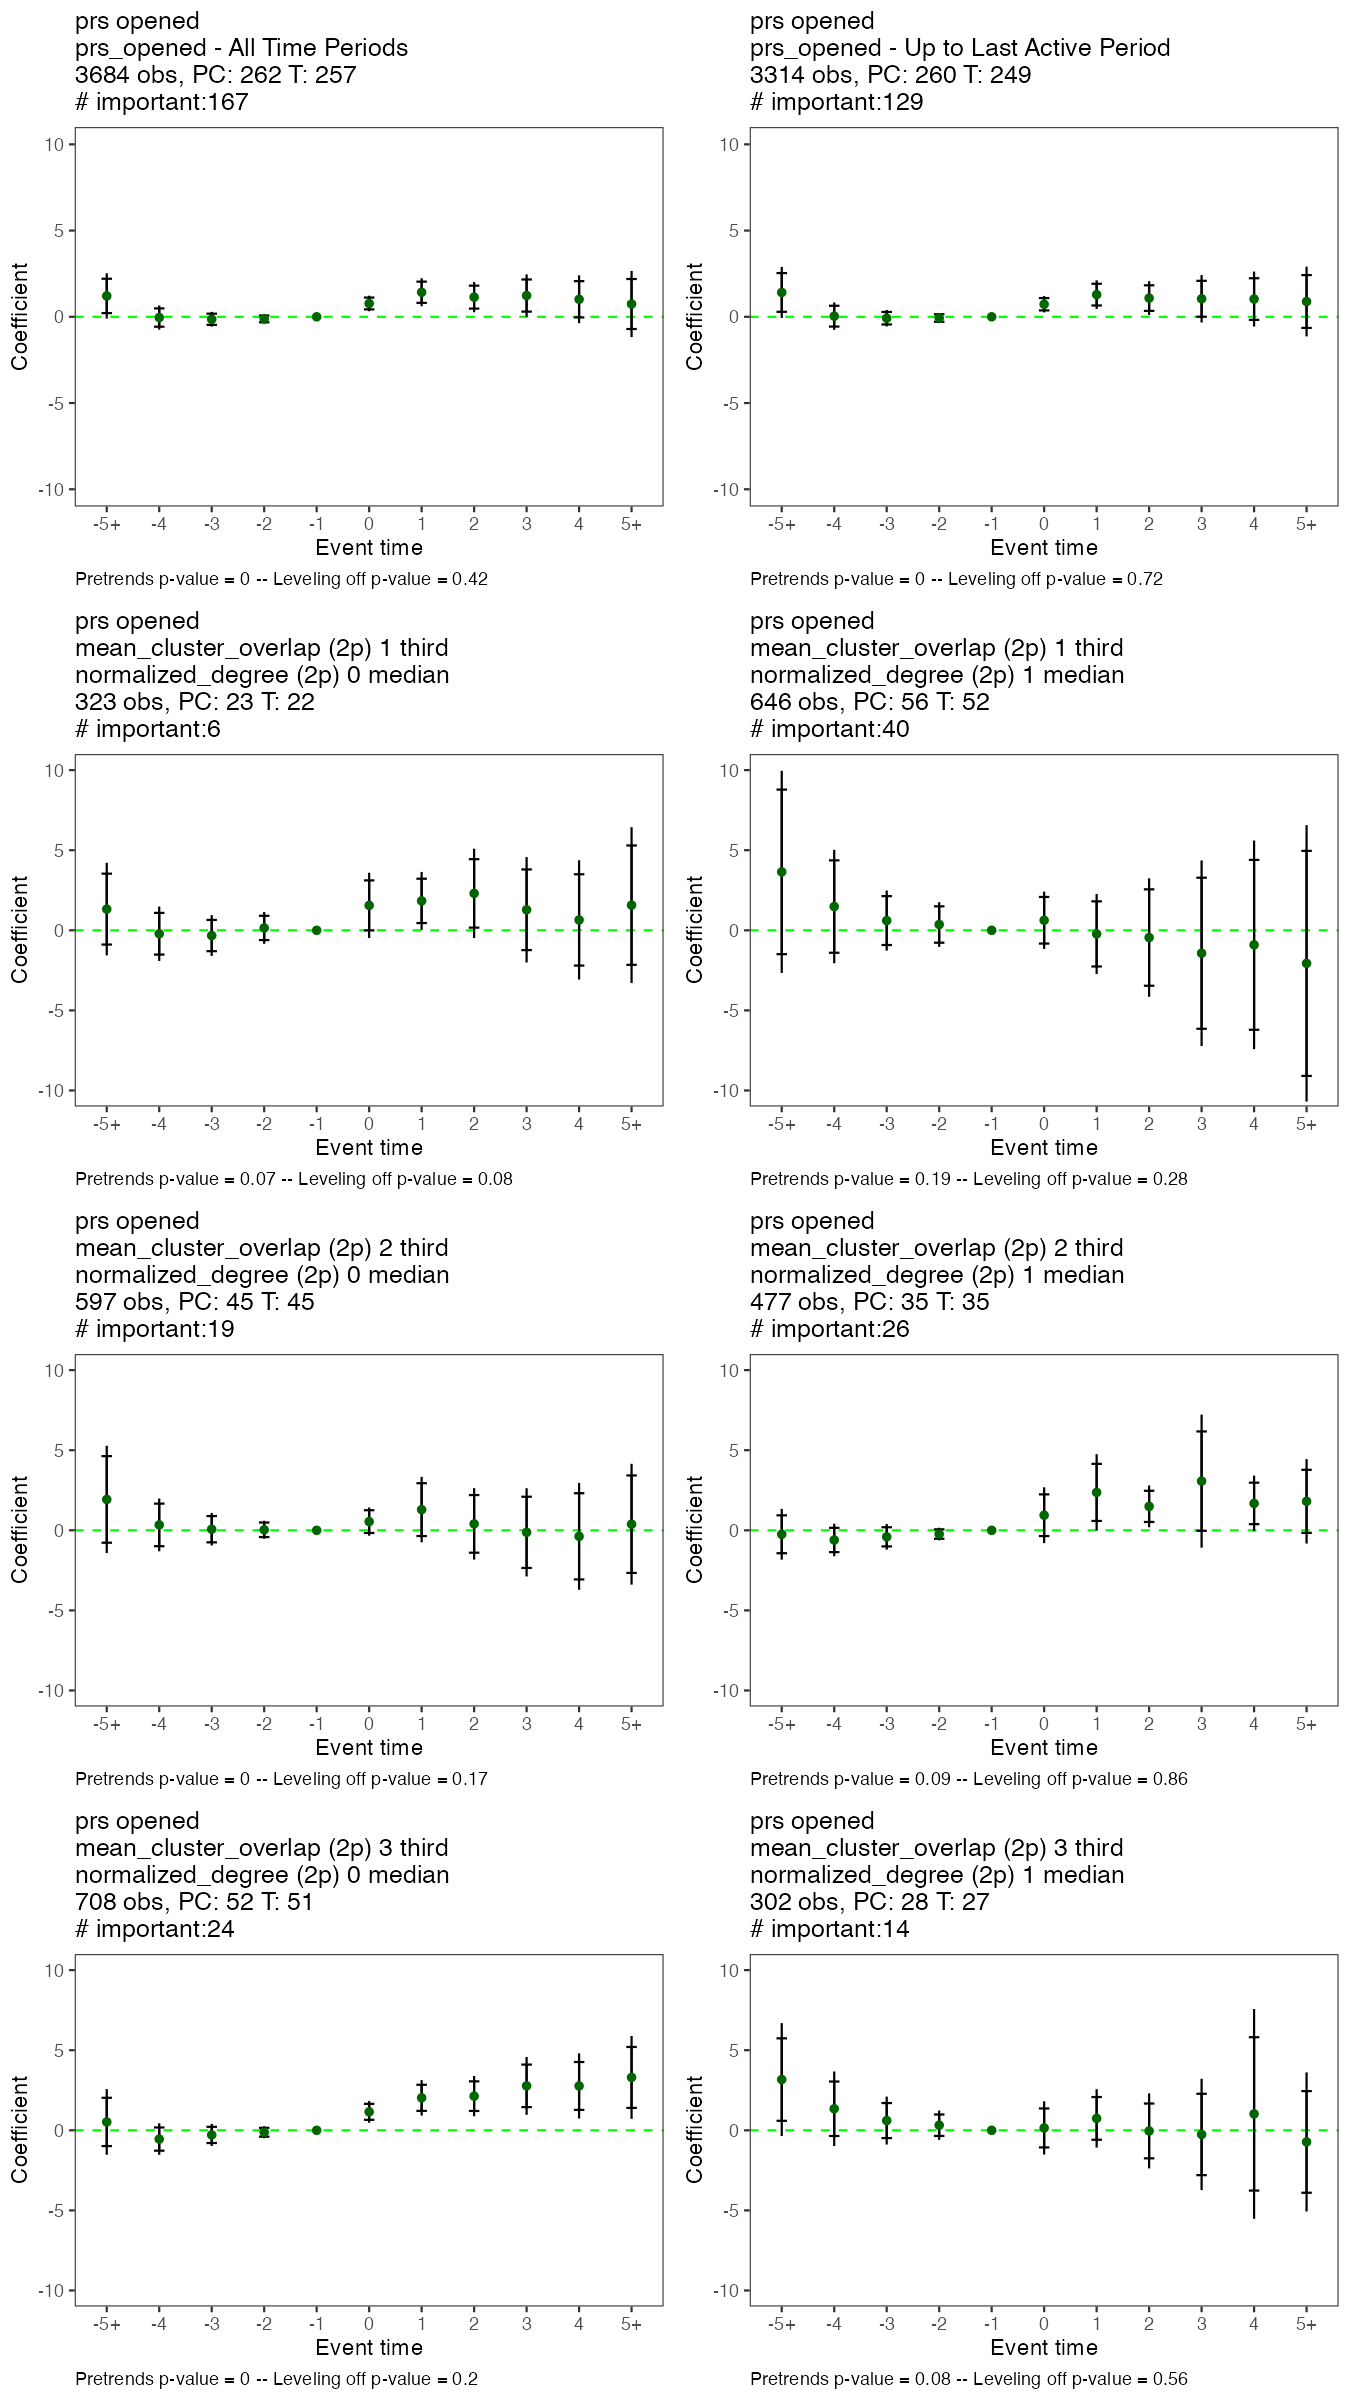 prs opened
prs_opened - All Time Periods
3684 obs, PC: 262 T: 257
# important:167
10
5
0
-5
-10
Coefficient
-5+ -4 -3 -2 -1 0 1 2 3 4 5+
Event time
Pretrends p-value = 0 -- Leveling off p-value = 0.42
prs opened
prs_opened - Up to Last Active Period
3314 obs, PC: 260 T: 249
# important:129
10
5
0
-5
-10
Coefficient
-5+ -4 -3 -2 -1 0 1 2 3 4 5+
Event time
Pretrends p-value = 0 -- Leveling off p-value = 0.72
prs opened
mean_cluster_overlap (2p) 1 third
normalized_degree (2p) 0 median
323 obs, PC: 23 T: 22
# important:6
10
5
0
-5
-10
Coefficient
-5+ -4 -3 -2 -1 0 1 2 3 4 5+
Event time
Pretrends p-value = 0.07 -- Leveling off p-value = 0.08
prs opened
mean_cluster_overlap (2p) 1 third
normalized_degree (2p) 1 median
646 obs, PC: 56 T: 52
# important:40
10
5
0
-5
-10
Coefficient
-5+ -4 -3 -2 -1 0 1 2 3 4 5+
Event time
Pretrends p-value = 0.19 -- Leveling off p-value = 0.28
prs opened
mean_cluster_overlap (2p) 2 third
normalized_degree (2p) 0 median
597 obs, PC: 45 T: 45
# important:19
10
5
0
-5
-10
Coefficient
-5+ -4 -3 -2 -1 0 1 2 3 4 5+
Event time
Pretrends p-value = 0 -- Leveling off p-value = 0.17
prs opened
mean_cluster_overlap (2p) 2 third
normalized_degree (2p) 1 median
477 obs, PC: 35 T: 35
# important:26
10
5
0
-5
-10
Coefficient
-5+ -4 -3 -2 -1 0 1 2 3 4 5+
Event time
Pretrends p-value = 0.09 -- Leveling off p-value = 0.86
prs opened
mean_cluster_overlap (2p) 3 third
normalized_degree (2p) 0 median
708 obs, PC: 52 T: 51
# important:24
10
5
0
-5
-10
Coefficient
-5+ -4 -3 -2 -1 0 1 2 3 4 5+
Event time
Pretrends p-value = 0 -- Leveling off p-value = 0.2
prs opened
mean_cluster_overlap (2p) 3 third
normalized_degree (2p) 1 median
302 obs, PC: 28 T: 27
# important:14
10
5
0
-5
-10
Coefficient
-5+ -4 -3 -2 -1 0 1 2 3 4 5+
Event time
Pretrends p-value = 0.08 -- Leveling off p-value = 0.56